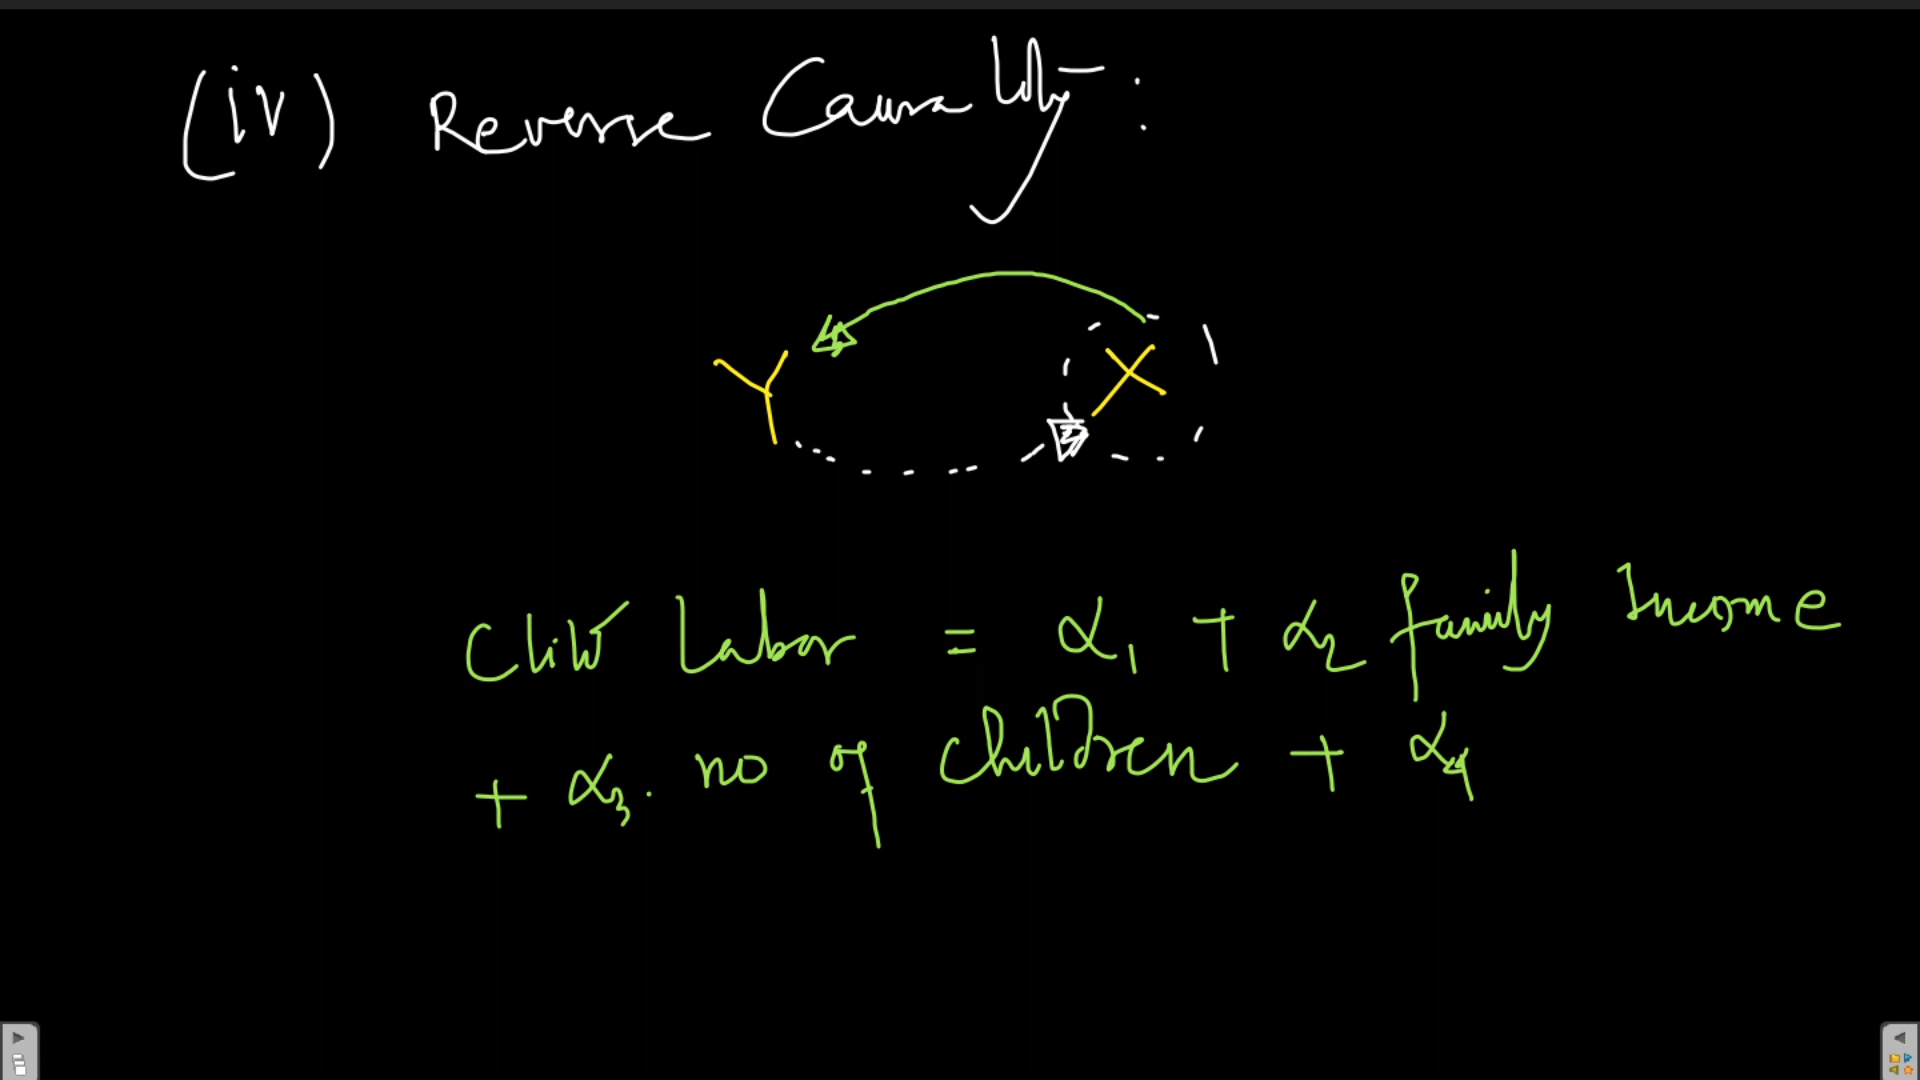 (iv) Reverse Causality :
Y X
Child Labor = α₁ + α₂ family Income
+ α₃. no of children + α₄